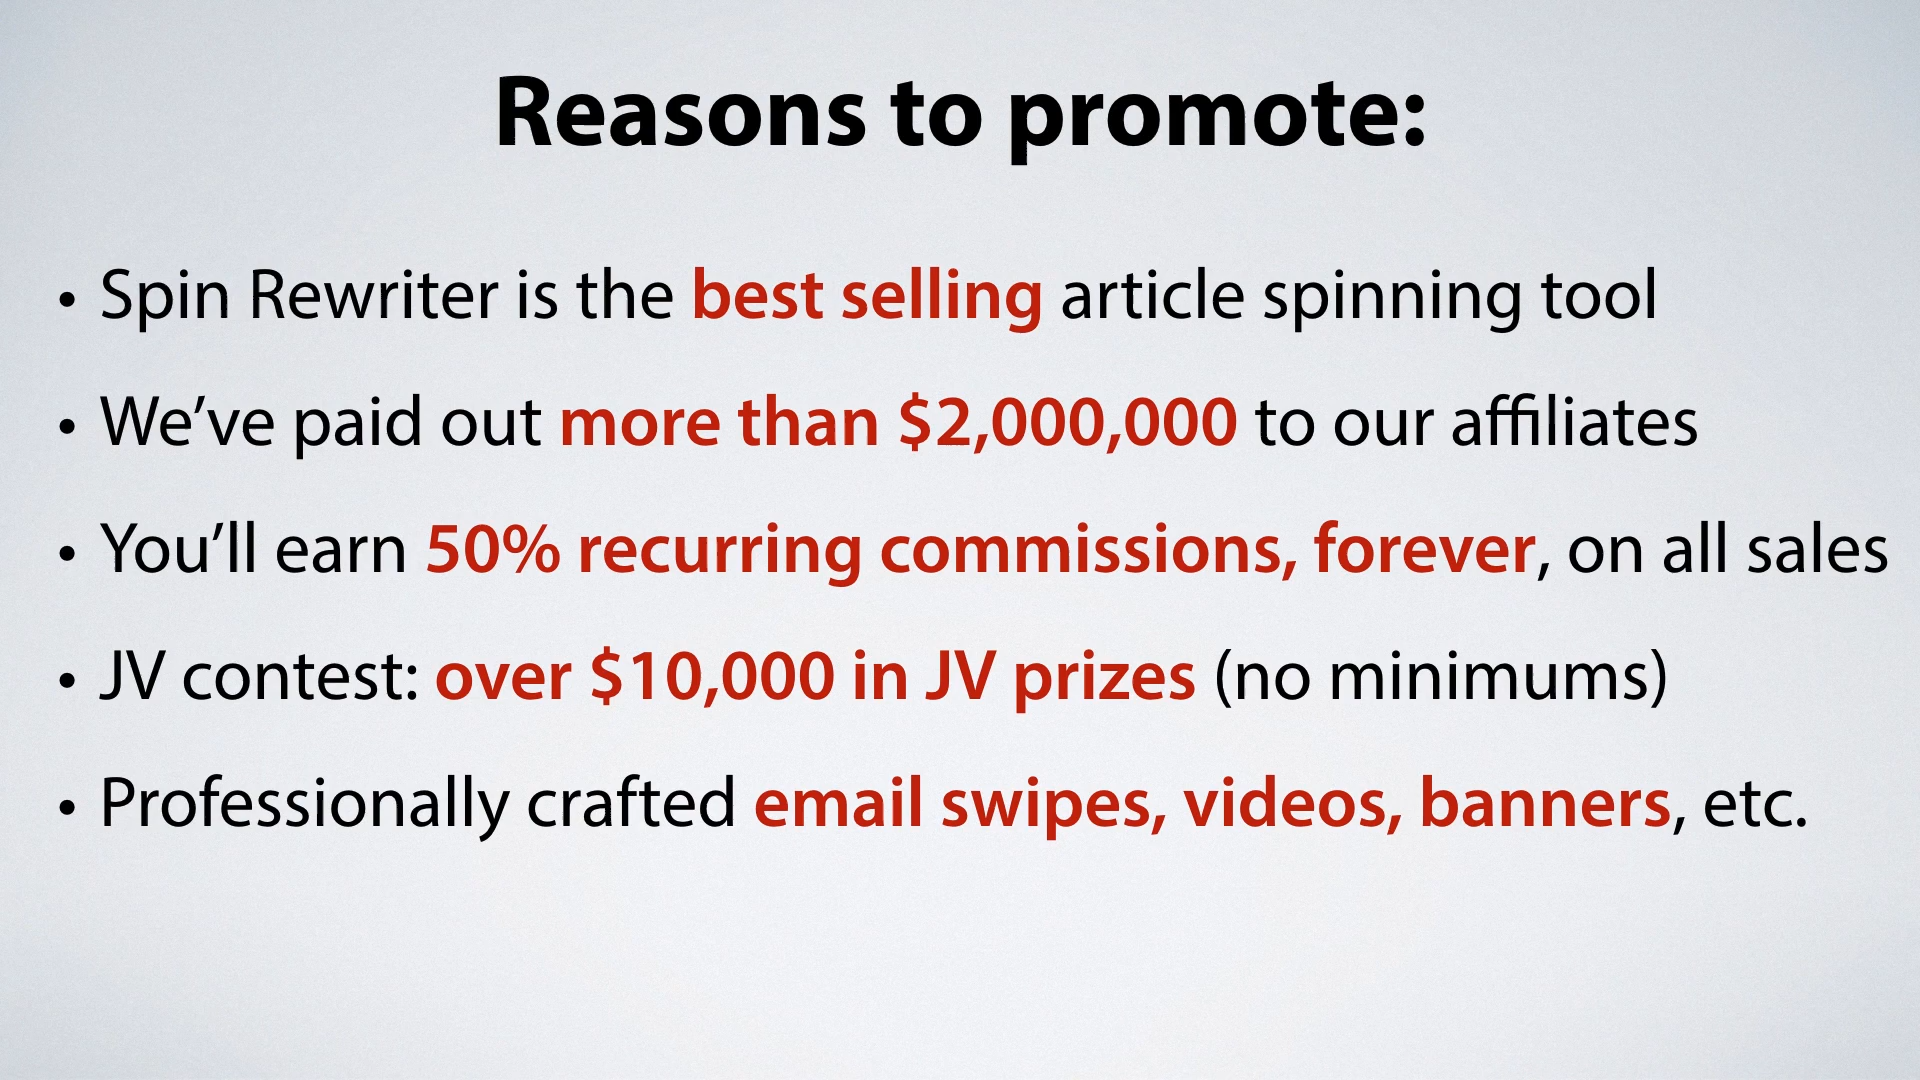 Reasons to promote:
• Spin Rewriter is the best selling article spinning tool
• We’ve paid out more than $2,000,000 to our affiliates
• You’ll earn 50% recurring commissions, forever, on all sales
• JV contest: over $10,000 in JV prizes (no minimums)
• Professionally crafted email swipes, videos, banners, etc.